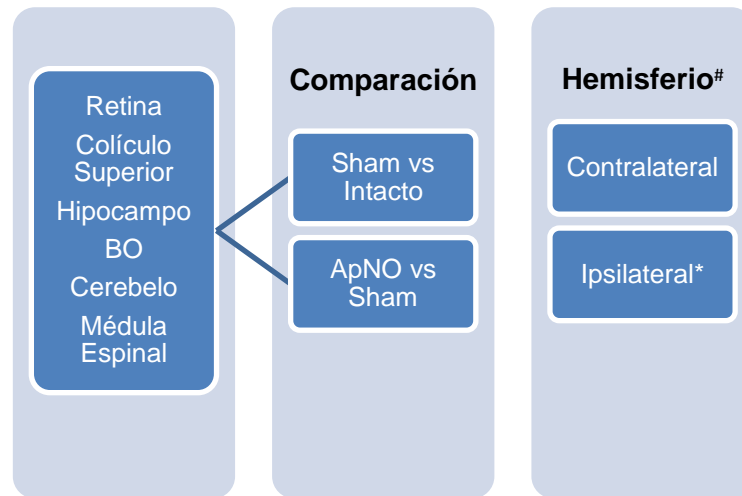 Retina
Colículo
Superior
Hipocampo
BO
Cerebelo
Médula
Espinal
Comparación
Sham vs
Intacto
ApNO vs
Sham
Hemisferio#
Contralateral
Ipsilateral*